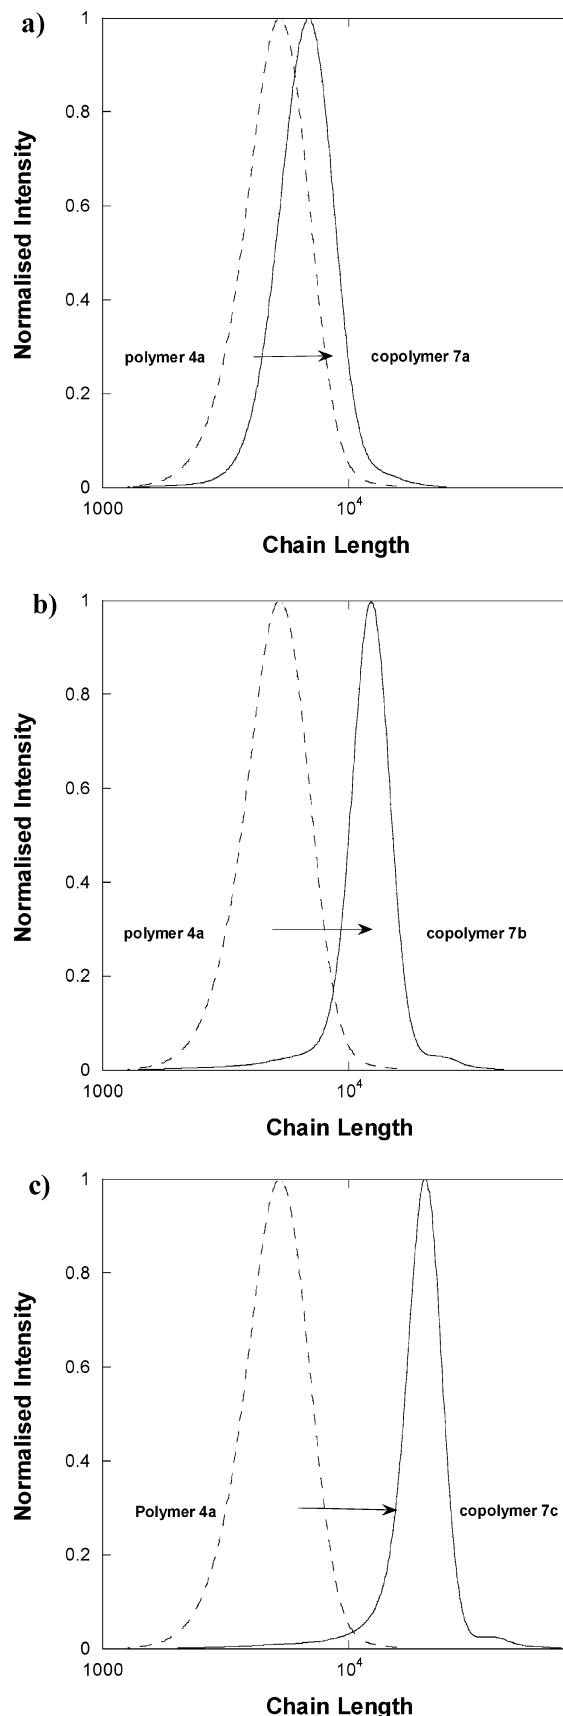 a)
1
0.8
0.6
0.4
0.2
0
Normalised Intensity
polymer 4a
copolymer 7a
1000
10⁴
Chain Length
b)
1
0.8
0.6
0.4
0.2
0
Normalised Intensity
polymer 4a
copolymer 7b
1000
10⁴
Chain Length
c)
1
0.8
0.6
0.4
0.2
0
Normalised Intensity
Polymer 4a
copolymer 7c
1000
10⁴
Chain Length